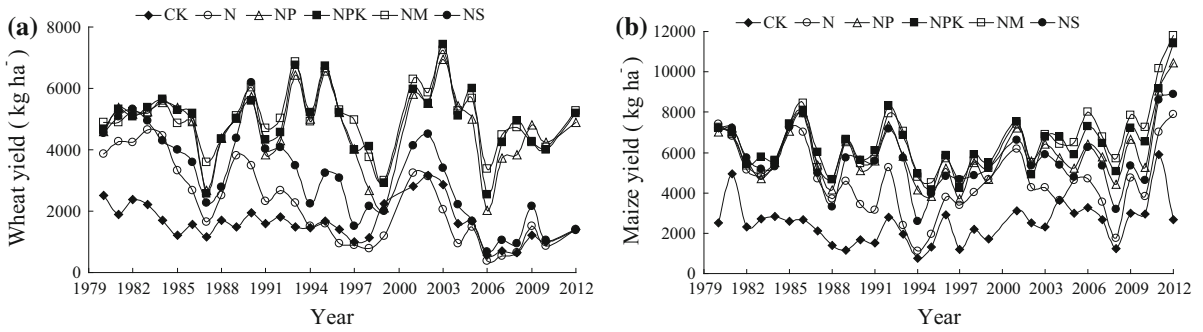 (a)
CK N NP NPK NM NS
Wheat yield ( kg ha⁻)
8000
6000
4000
2000
0
1979 1982 1985 1988 1991 1994 1997 2000 2003 2006 2009 2012
Year
(b)
CK N NP NPK NM NS
Maize yield ( kg ha⁻)
12000
10000
8000
6000
4000
2000
0
1979 1982 1985 1988 1991 1994 1997 2000 2003 2006 2009 2012
Year